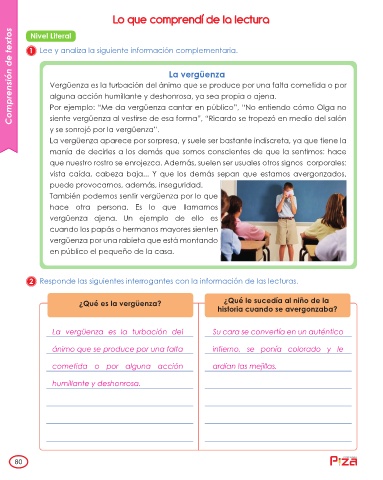 Lo que comprendí de la lectura
Comprensión de textos
Nivel Literal
1 Lee y analiza la siguiente información complementaria.
La vergüenza
Vergüenza es la turbación del ánimo que se produce por una falta cometida o por
alguna acción humillante y deshonrosa, ya sea propia o ajena.
Por ejemplo: “Me da vergüenza cantar en público”, “No entiendo cómo Olga no
siente vergüenza al vestirse de esa forma”, “Ricardo se tropezó en medio del salón
y se sonrojó por la vergüenza”.
La vergüenza aparece por sorpresa, y suele ser bastante indiscreta, ya que tiene la
manía de decirles a los demás que somos conscientes de que la sentimos: hace
que nuestro rostro se enrojezca. Además, suelen ser usuales otros signos corporales:
vista caída, cabeza baja... Y que los demás sepan que estamos avergonzados,
puede provocarnos, además, inseguridad.
También podemos sentir vergüenza por lo que
hace otra persona. Es lo que llamamos
vergüenza ajena. Un ejemplo de ello es
cuando los papás o hermanos mayores sienten
vergüenza por una rabieta que está montando
en público el pequeño de la casa.
2 Responde las siguientes interrogantes con la información de las lecturas.
¿Qué es la vergüenza?
La vergüenza es la turbación del
ánimo que se produce por una falta
cometida o por alguna acción
humillante y deshonrosa.
¿Qué le sucedía al niño de la
historia cuando se avergonzaba?
Su cara se convertía en un auténtico
infierno, se ponía colorado y le
ardían las mejillas.
80